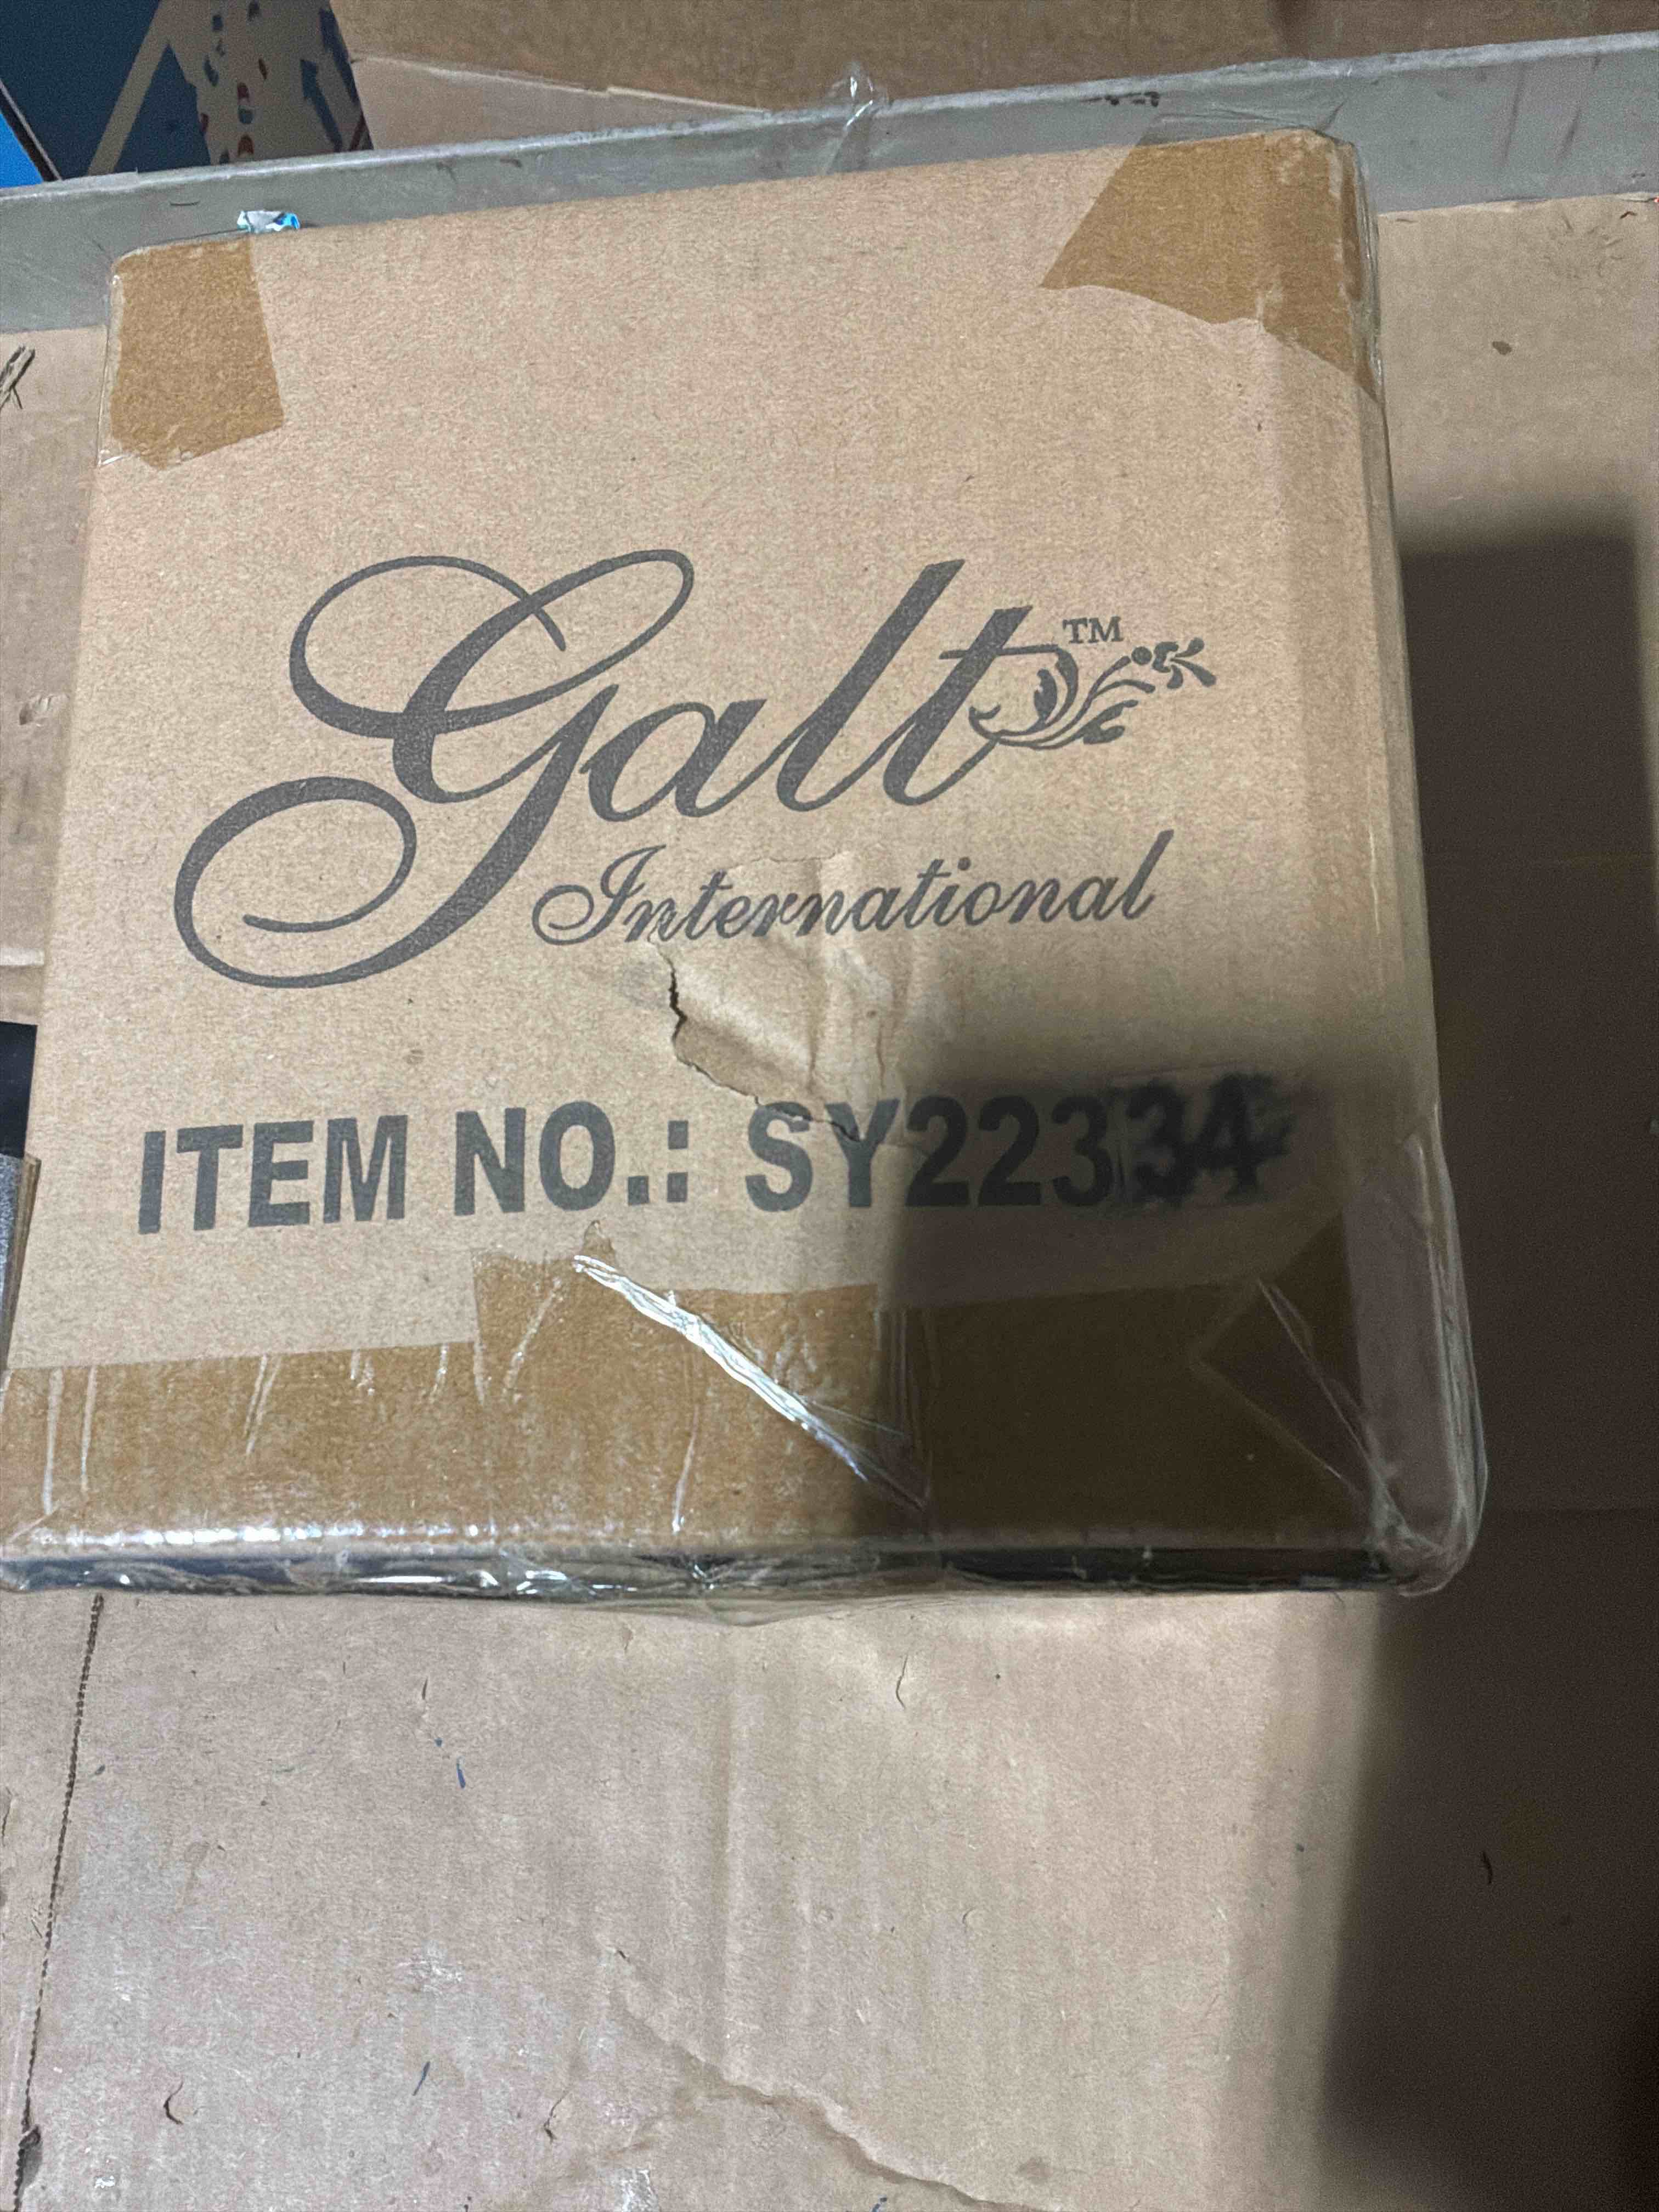 Galt™
International
ITEM NO.: SY22334